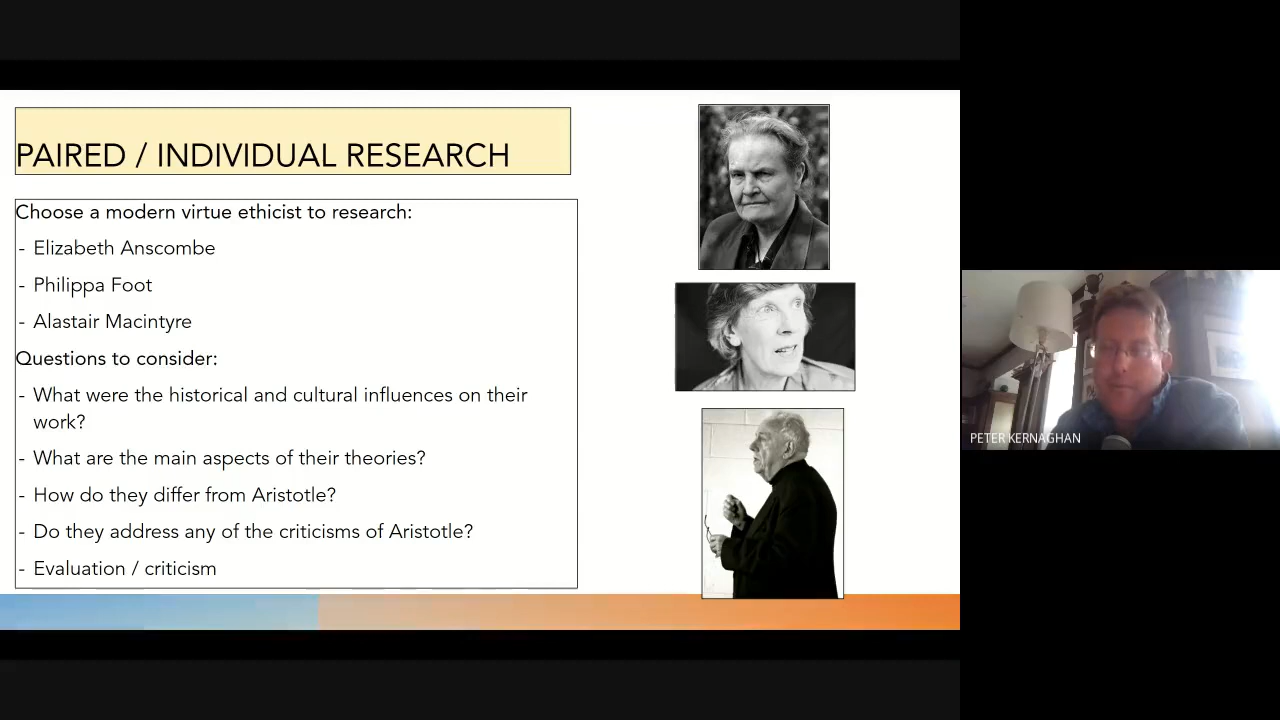 PAIRED / INDIVIDUAL RESEARCH
Choose a modern virtue ethicist to research:
- Elizabeth Anscombe
- Philippa Foot
- Alastair Macintyre
Questions to consider:
- What were the historical and cultural influences on their
work?
- What are the main aspects of their theories?
- How do they differ from Aristotle?
- Do they address any of the criticisms of Aristotle?
- Evaluation / criticism
PETER KERNAGHAN